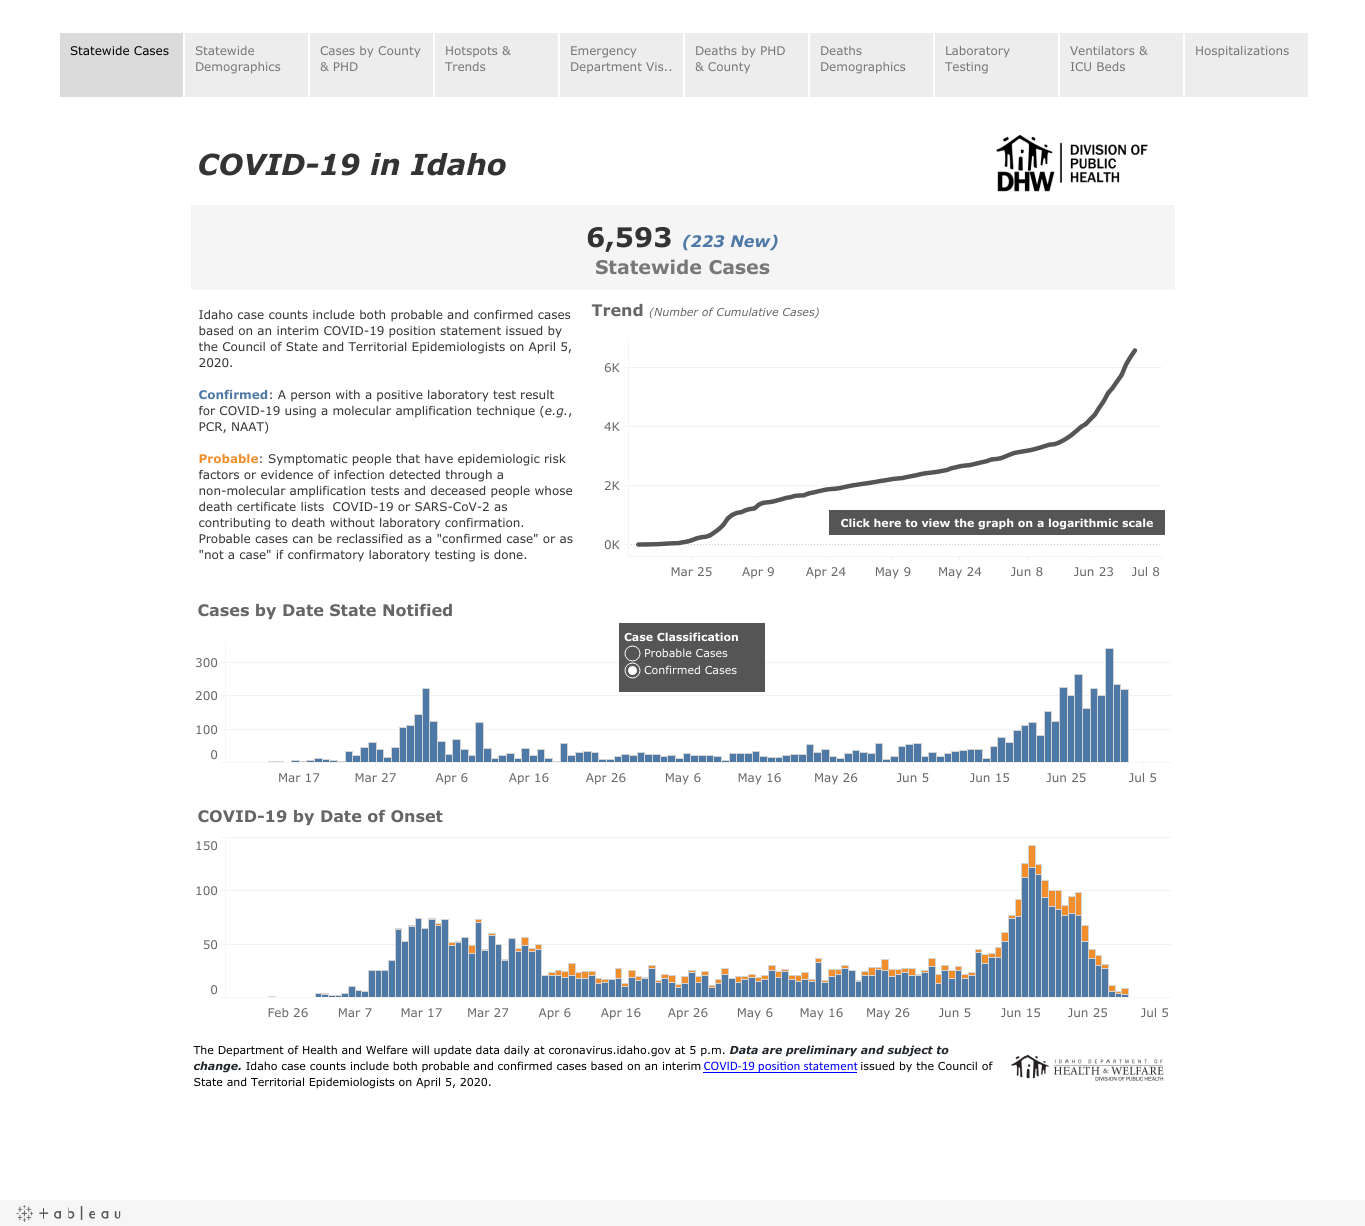 Statewide Cases
Statewide
Demographics
Cases by County
& PHD
Hotspots &
Trends
Emergency
Department Vis..
Deaths by PHD
& County
Deaths
Demographics
Laboratory
Testing
Ventilators &
ICU Beds
Hospitalizations
COVID-19 in Idaho
DHW
DIVISION OF
PUBLIC
HEALTH
6,593 (223 New)
Statewide Cases
Idaho case counts include both probable and confirmed cases
based on an interim COVID-19 position statement issued by
the Council of State and Territorial Epidemiologists on April 5,
2020.
Confirmed: A person with a positive laboratory test result
for COVID-19 using a molecular amplification technique (e.g.,
PCR, NAAT)
Probable: Symptomatic people that have epidemiologic risk
factors or evidence of infection detected through a
non-molecular amplification tests and deceased people whose
death certificate lists  COVID-19 or SARS-CoV-2 as
contributing to death without laboratory confirmation.
Probable cases can be reclassified as a "confirmed case" or as
"not a case" if confirmatory laboratory testing is done.
Trend (Number of Cumulative Cases)
6K
4K
2K
0K
Click here to view the graph on a logarithmic scale
Mar 25 Apr 9 Apr 24 May 9 May 24 Jun 8 Jun 23 Jul 8
Cases by Date State Notified
Case Classification
Probable Cases
Confirmed Cases
300
200
100
0
Mar 17 Mar 27 Apr 6 Apr 16 Apr 26 May 6 May 16 May 26 Jun 5 Jun 15 Jun 25 Jul 5
COVID-19 by Date of Onset
150
100
50
0
Feb 26 Mar 7 Mar 17 Mar 27 Apr 6 Apr 16 Apr 26 May 6 May 16 May 26 Jun 5 Jun 15 Jun 25 Jul 5
The Department of Health and Welfare will update data daily at coronavirus.idaho.gov at 5 p.m. Data are preliminary and subject to
change. Idaho case counts include both probable and confirmed cases based on an interim COVID-19 position statement issued by the Council of
State and Territorial Epidemiologists on April 5, 2020.
IDAHO DEPARTMENT OF
HEALTH & WELFARE
DIVISION OF PUBLIC HEALTH
+ableau